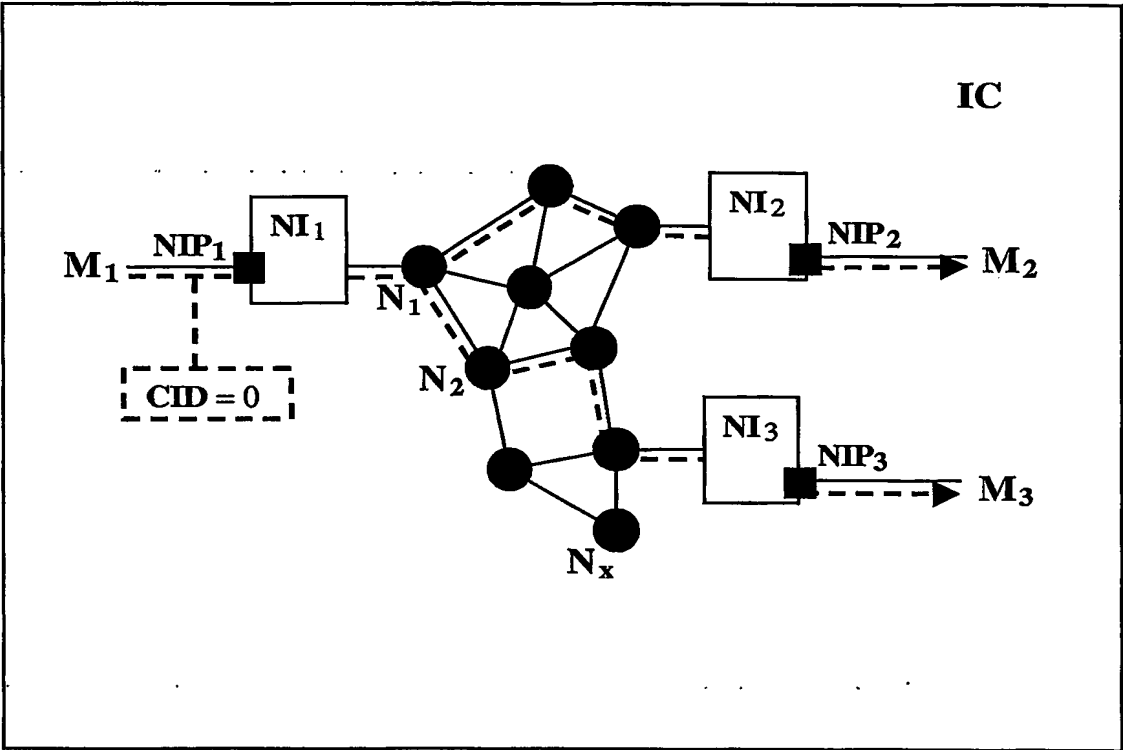 IC
NI₁
NIP₁
M₁
CID = 0
N₁
N₂
Nₓ
NI₂
NIP₂
M₂
NI₃
NIP₃
M₃